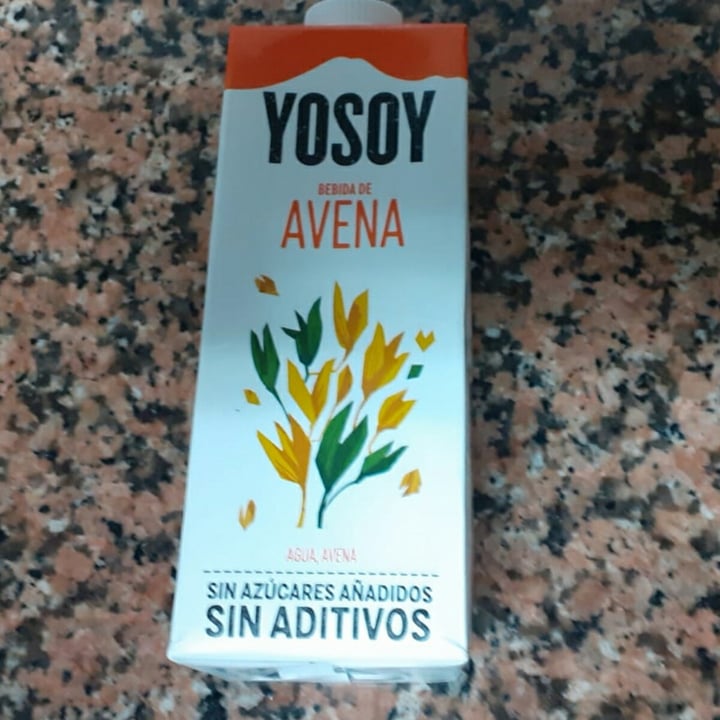 YOSOY
BEBIDA DE
AVENA
AGUA, AVENA
SIN AZÚCARES AÑADIDOS
SIN ADITIVOS